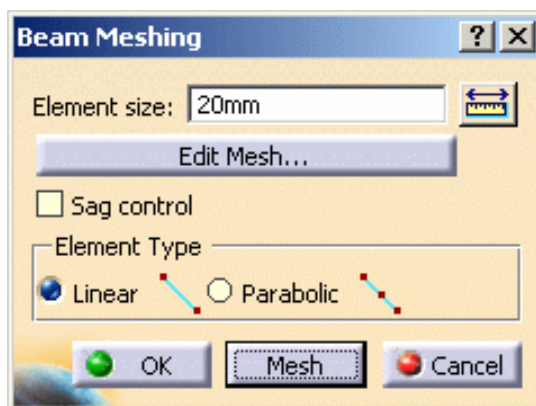 Beam Meshing
Element size: 20mm
Edit Mesh...
Sag control
Element Type
Linear Parabolic
OK Mesh Cancel